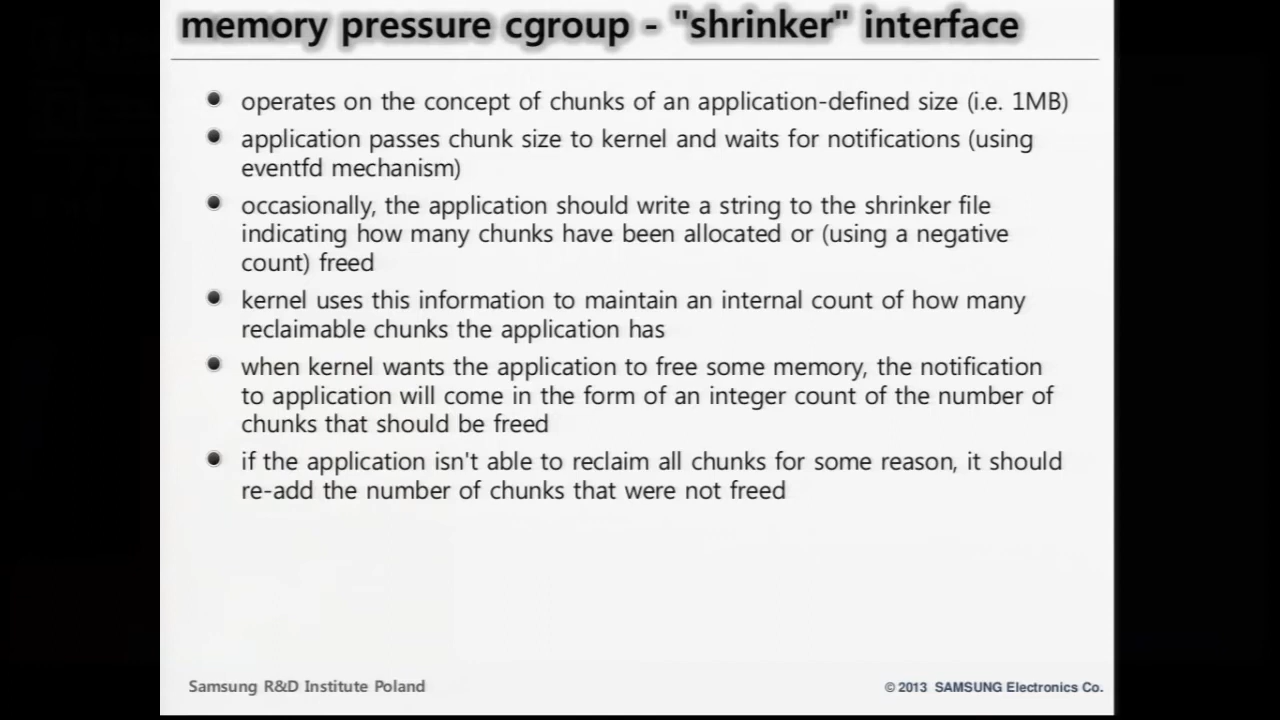 memory pressure cgroup - "shrinker" interface
operates on the concept of chunks of an application-defined size (i.e. 1MB)
application passes chunk size to kernel and waits for notifications (using
eventfd mechanism)
occasionally, the application should write a string to the shrinker file
indicating how many chunks have been allocated or (using a negative
count) freed
kernel uses this information to maintain an internal count of how many
reclaimable chunks the application has
when kernel wants the application to free some memory, the notification
to application will come in the form of an integer count of the number of
chunks that should be freed
if the application isn't able to reclaim all chunks for some reason, it should
re-add the number of chunks that were not freed
Samsung R&D Institute Poland
© 2013 SAMSUNG Electronics Co.